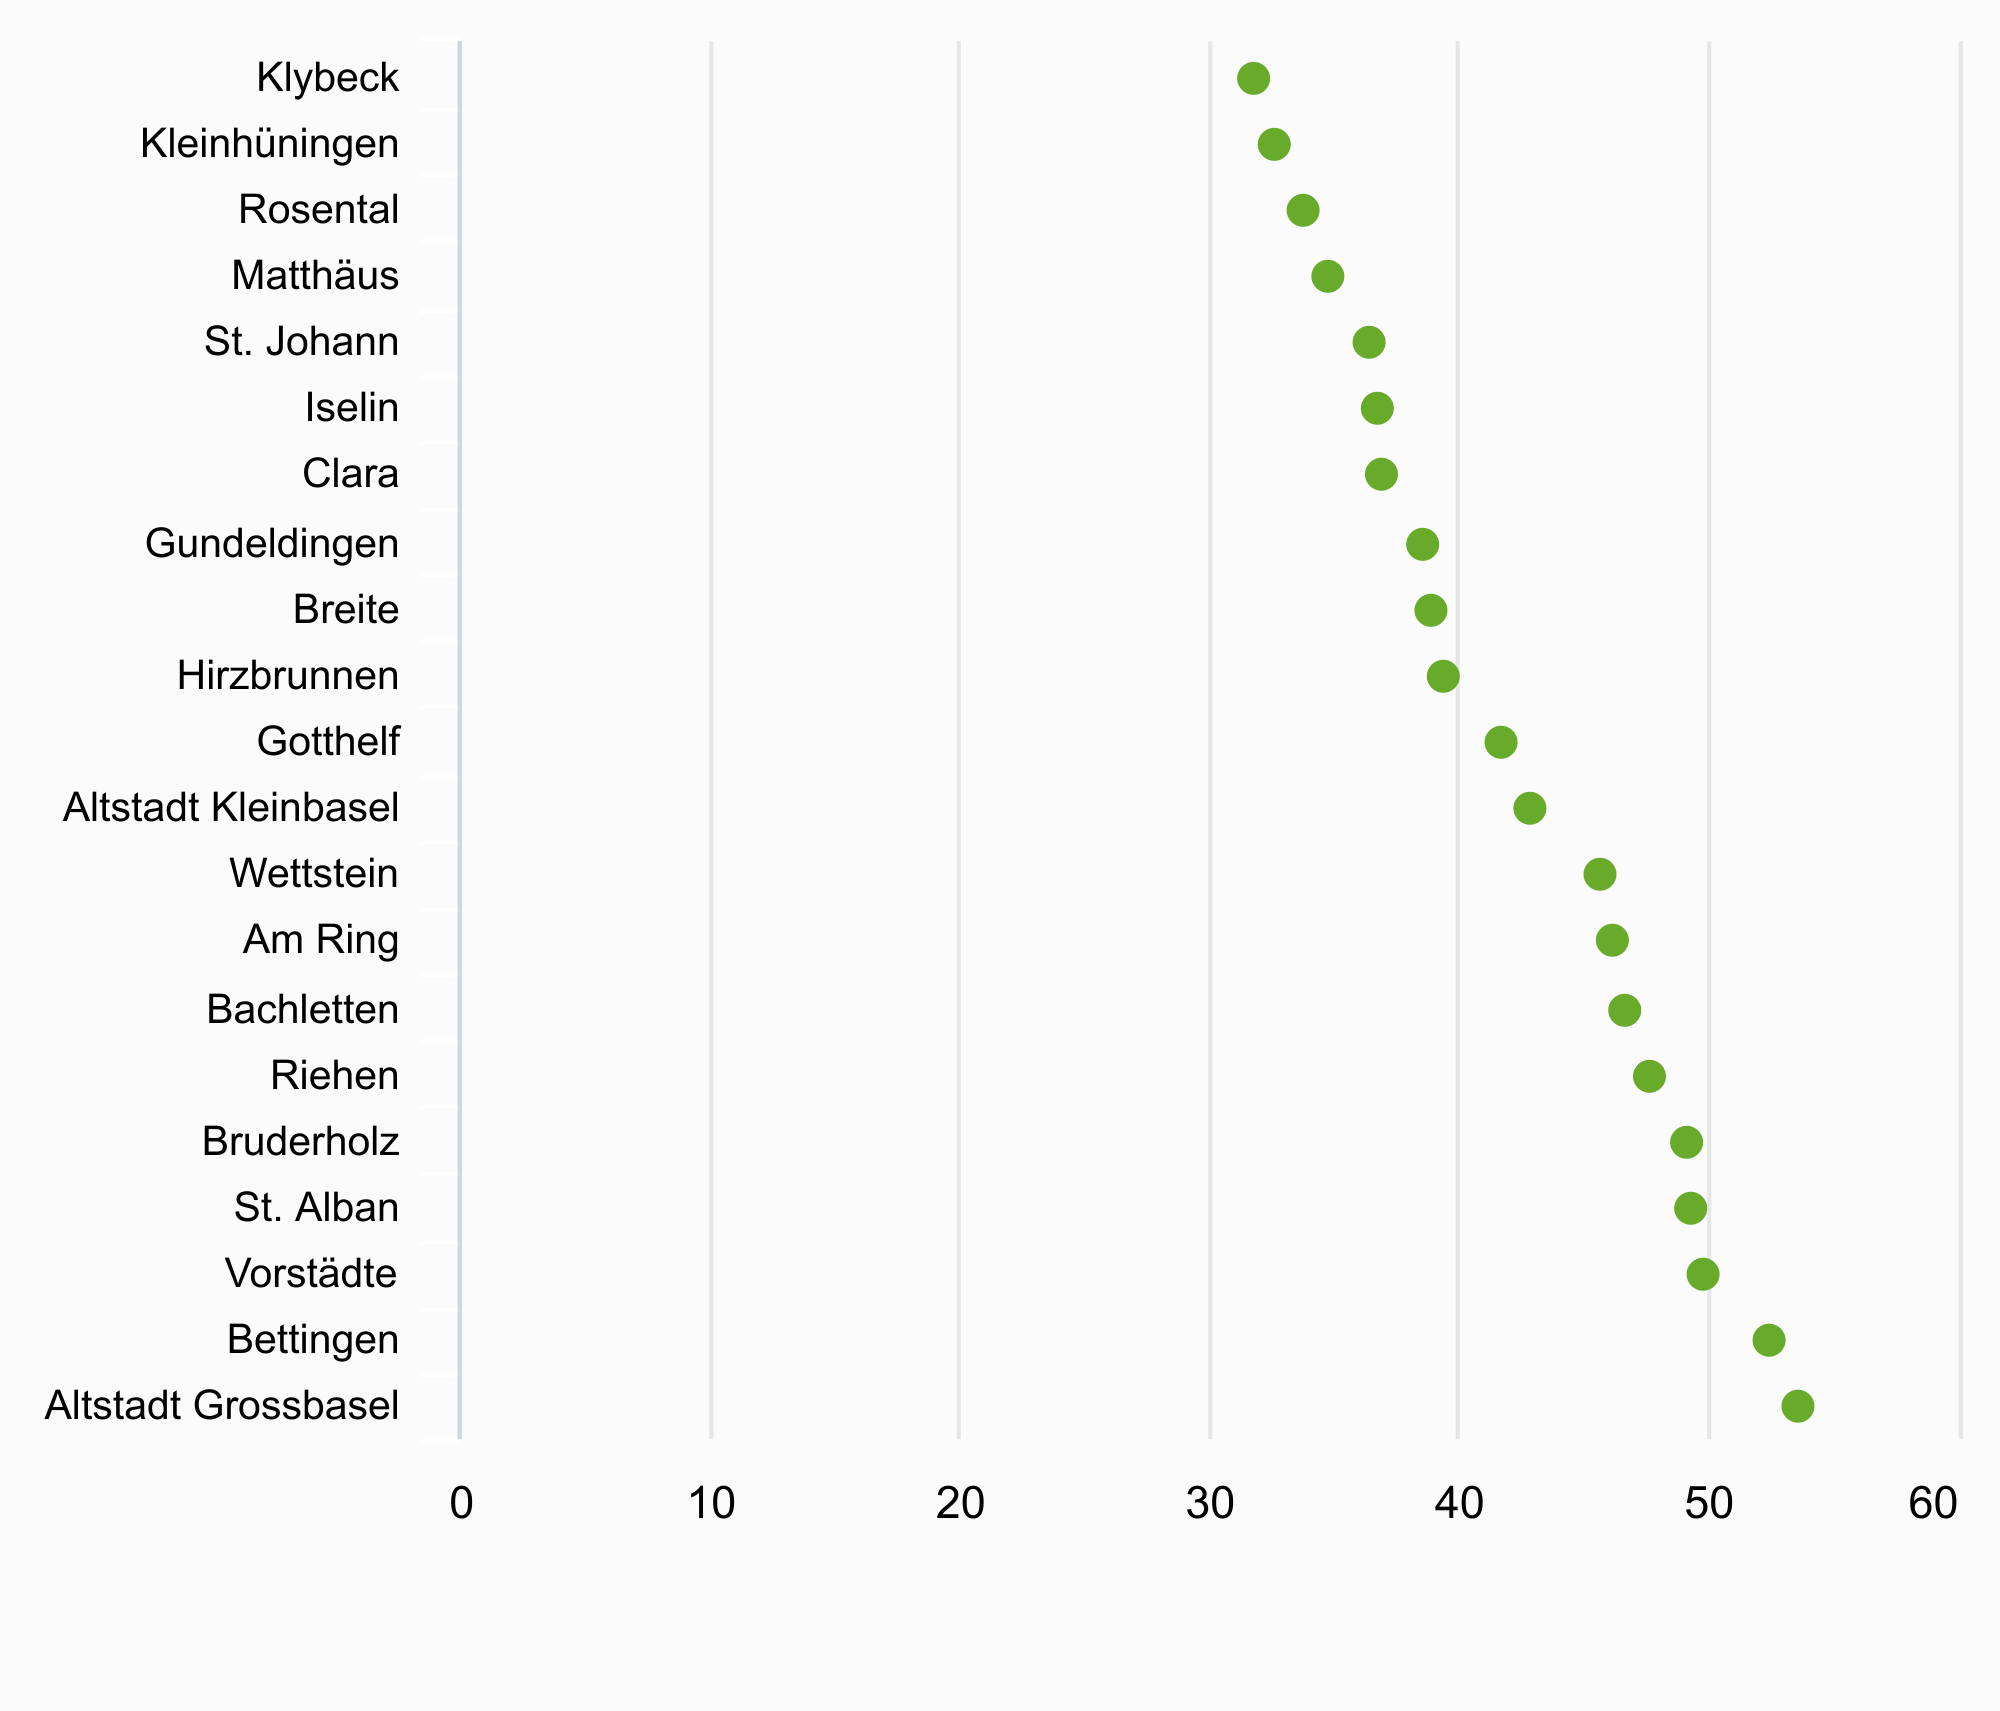 Klybeck
Kleinhüningen
Rosental
Matthäus
St. Johann
Iselin
Clara
Gundeldingen
Breite
Hirzbrunnen
Gotthelf
Altstadt Kleinbasel
Wettstein
Am Ring
Bachletten
Riehen
Bruderholz
St. Alban
Vorstädte
Bettingen
Altstadt Grossbasel
0 10 20 30 40 50 60